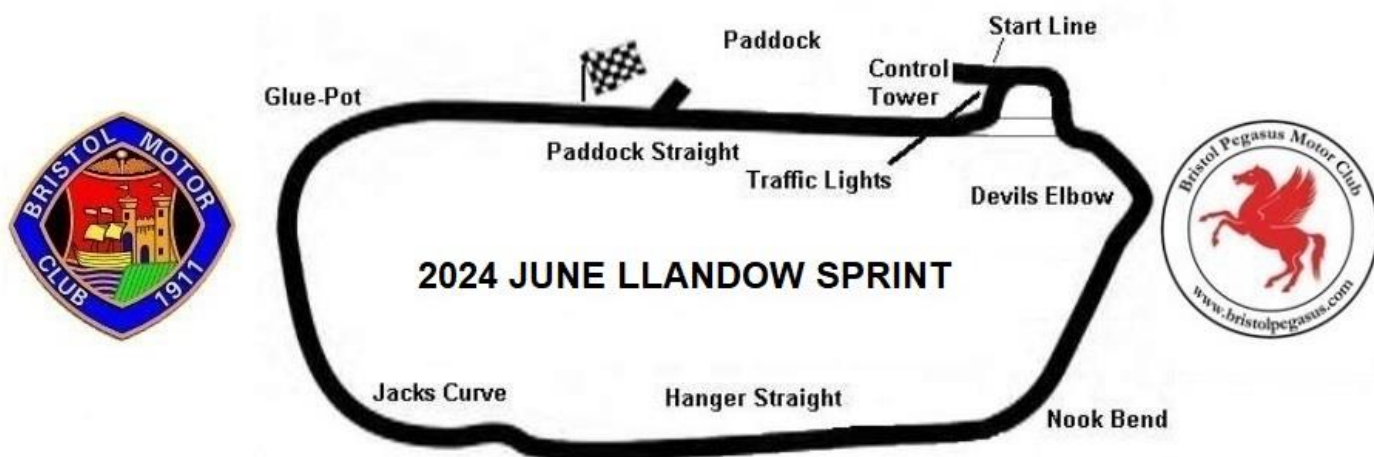 Start Line
Paddock
Control
Tower
Glue-Pot
Paddock Straight
Traffic Lights
Devils Elbow
BRISTOL MOTOR
CLUB 1911
Bristol Pegasus Motor Club
www.bristolpegasus.com
2024 JUNE LLANDOW SPRINT
Jacks Curve
Hanger Straight
Nook Bend